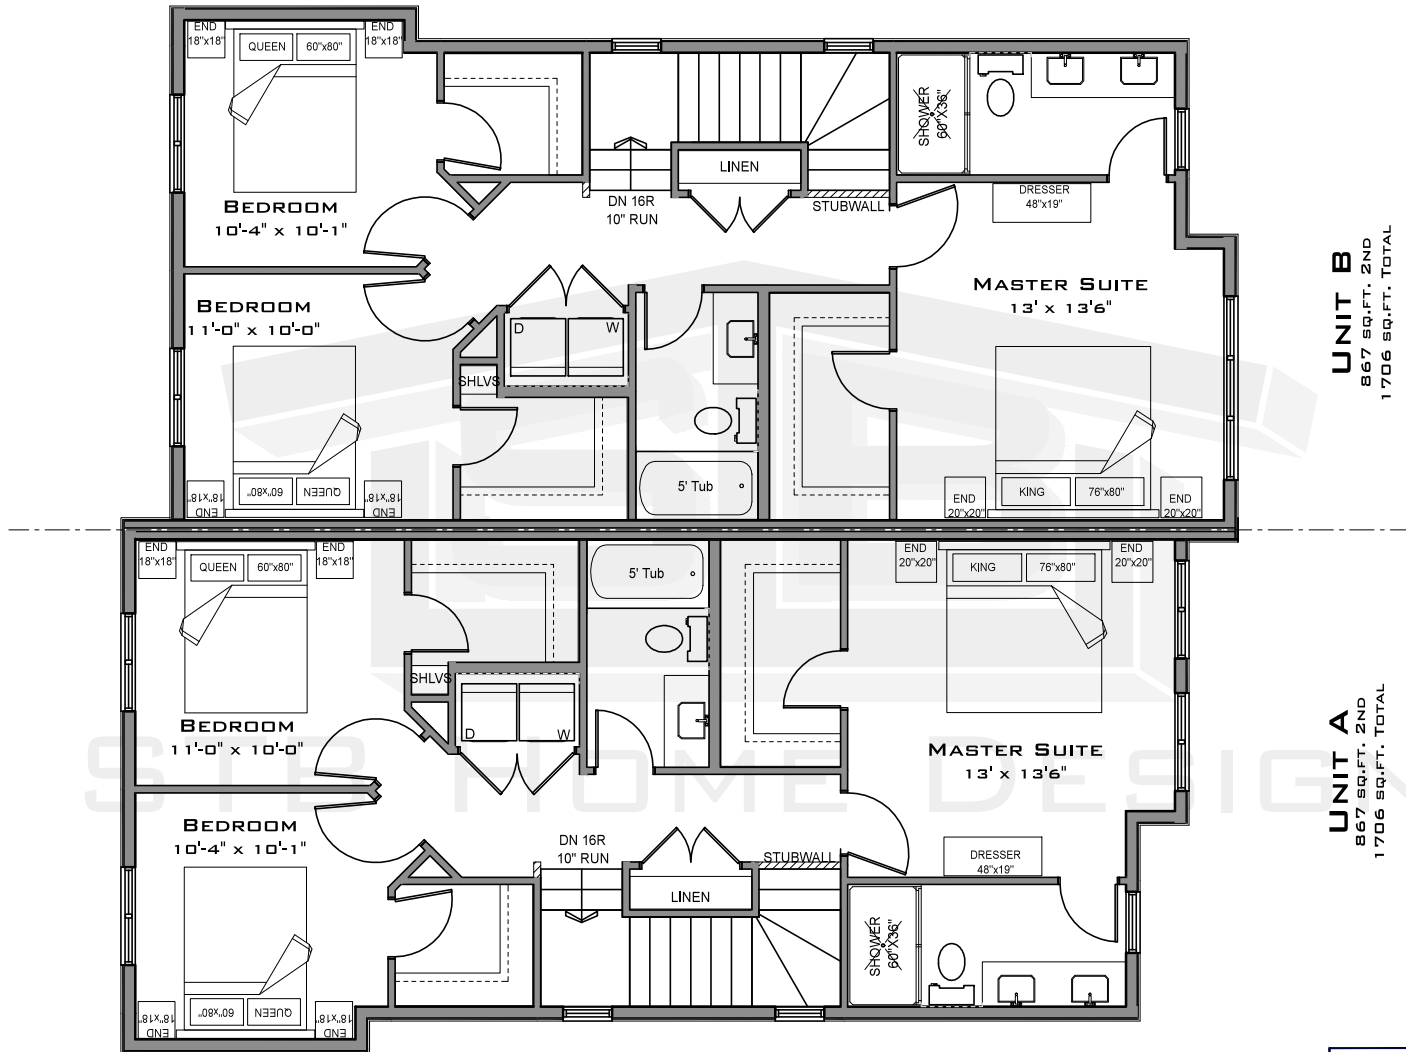 END
18"x18"
QUEEN
60"x80"
END
18"x18"
BEDROOM
10'-4" x 10'-1"
LINEN
DN 16R
10" RUN
STUBWALL
SHOWER
60"X36"
DRESSER
48"x19"
BEDROOM
11'-0" x 10'-0"
D
W
SHLVS
MASTER SUITE
13' x 13'6"
5' Tub
60"x80"
QUEEN
18"x18"
END
18"x18"
END
KING
76"x80"
END
20"x20"
END
20"x20"
UNIT B
867 SQ.FT. 2ND
1706 SQ.FT. TOTAL
END
18"x18"
QUEEN
60"x80"
END
18"x18"
5' Tub
END
20"x20"
KING
76"x80"
END
20"x20"
SHLVS
BEDROOM
11'-0" x 10'-0"
D
W
MASTER SUITE
13' x 13'6"
STB HOME DESIGN
BEDROOM
10'-4" x 10'-1"
DN 16R
10" RUN
STUBWALL
LINEN
DRESSER
48"x19"
SHOWER
60"X36"
60"x80"
QUEEN
18"x18"
END
18"x18"
END
UNIT A
867 SQ.FT. 2ND
1706 SQ.FT. TOTAL